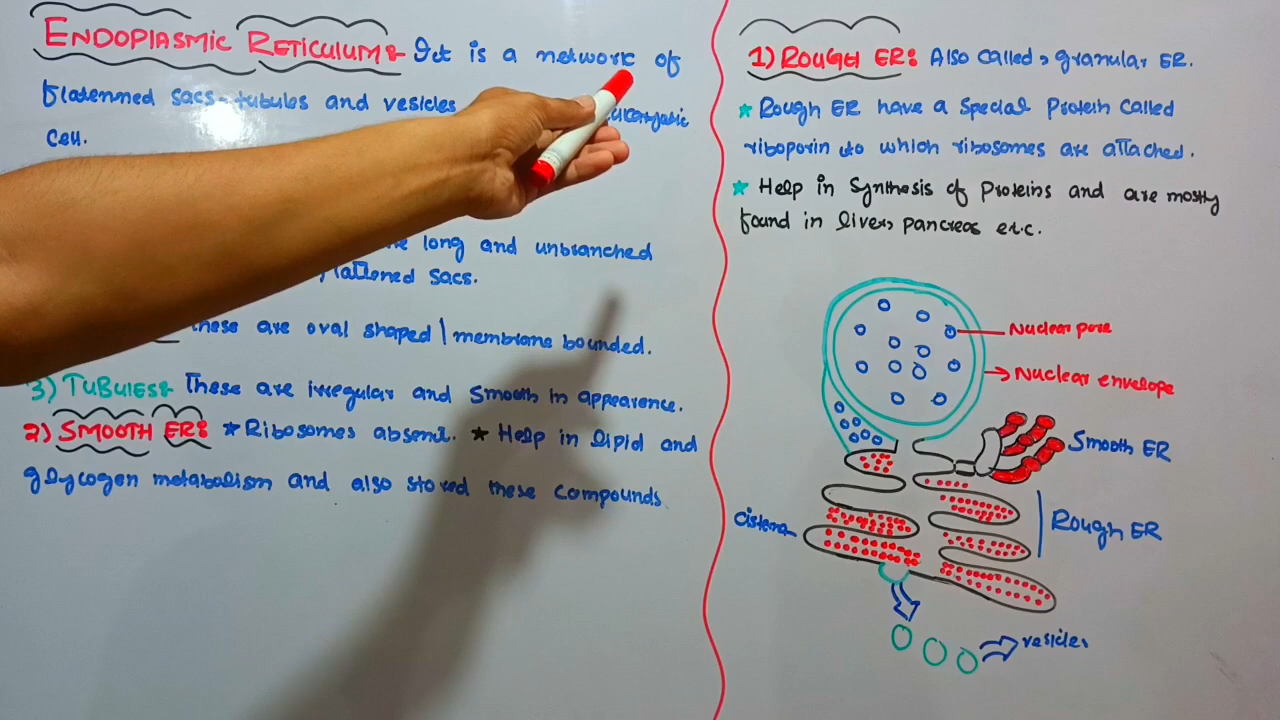 ENDOPLASMIC RETICULUM:- It is a network of
flatenned sacs, tubules and vesicles
cell.
long and unbranched
flattened sacs.
these are oval shaped | membrane bounded.
3) TUBULES:- These are irregular and smooth in appearence.
2) SMOOTH ER: * Ribosomes absent. * Help in lipid and
glycogen metabolism and also stored these compounds
1) ROUGH ER: Also called, granular ER.
* Rough ER have a special Protein called
riboporin to which ribosomes are attached.
* Help in synthesis of proteins and are mostly
found in liver, pancreas etc.
Nuclear pore
Nuclear envelope
Smooth ER
Cisterna
Rough ER
vesicles